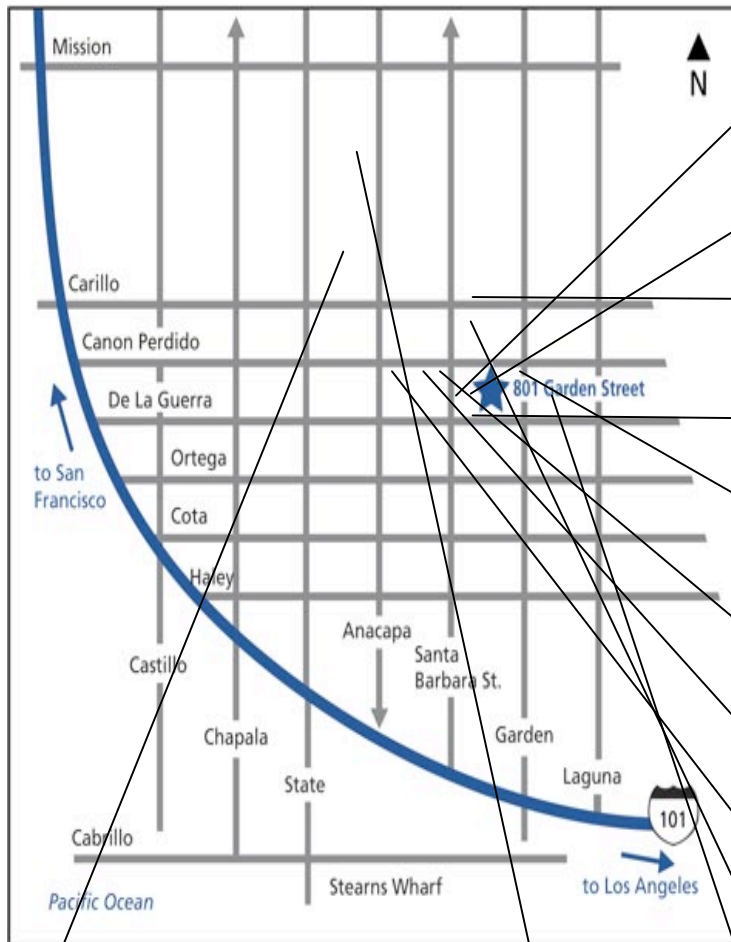 Mission
N
Carillo
Canon Perdido
801 Garden Street
De La Guerra
Ortega
to San
Francisco
Cota
Haley
Anacapa
Santa
Barbara St.
Castillo
Chapala
Garden
State
Laguna
101
Cabrillo
Stearns Wharf
to Los Angeles
Pacific Ocean